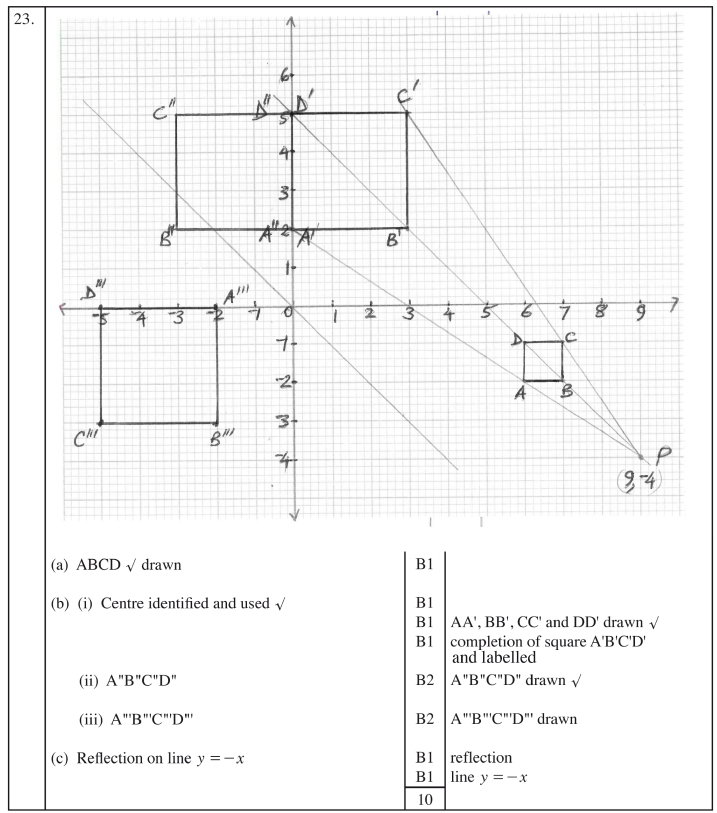 23.
6
C'' D'' D' C'
5
4
3
B'' A'' 2 A' B'
1
D''' A'''
-5 -4 -3 -2 -1 0 1 2 3 4 5 6 7 8 9 7
-1 D C
-2
A B
-3
C''' B'''
-4 P
(9,-4)
(a) ABCD √ drawn B1
(b) (i) Centre identified and used √ B1
B1 AA', BB', CC' and DD' drawn √
B1 completion of square A'B'C'D'
and labelled
(ii) A"B"C"D" B2 A"B"C"D" drawn √
(iii) A"'B"'C"'D"' B2 A"'B"'C"'D"' drawn
(c) Reflection on line y = −x B1 reflection
B1 line y = −x
10